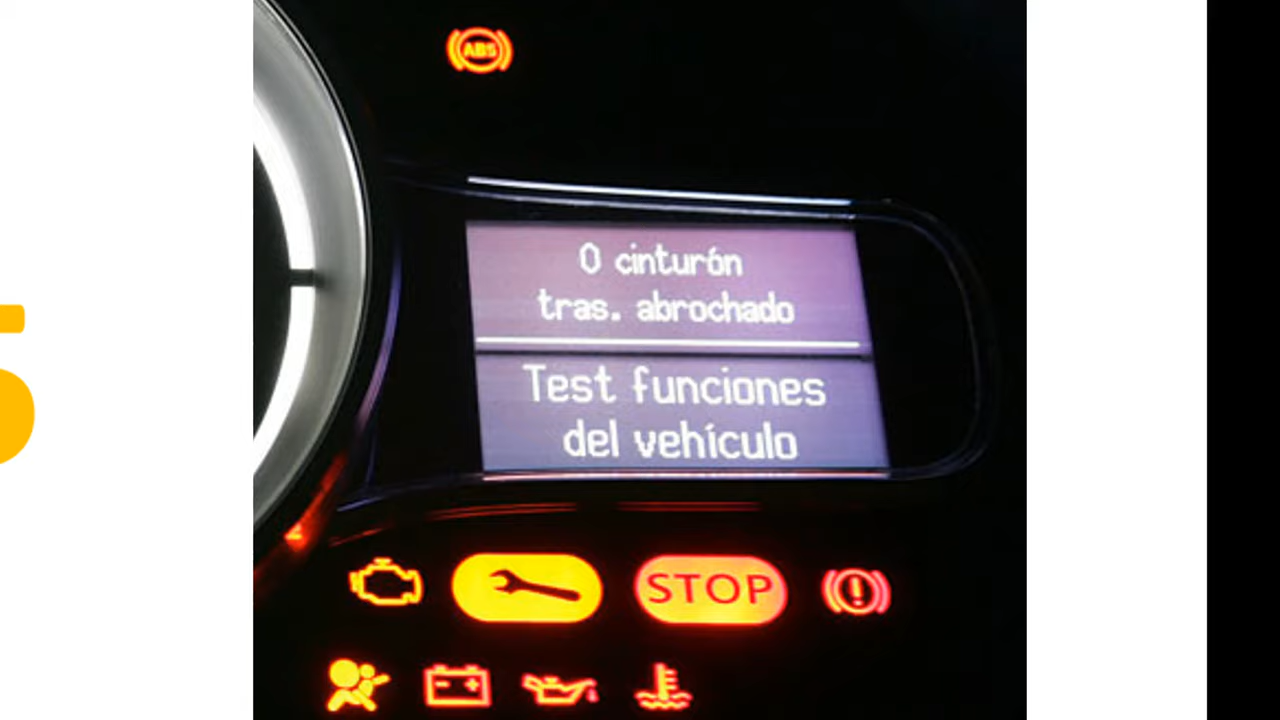 ABS
0 cinturón
tras. abrochado
Test funciones
del vehículo
STOP